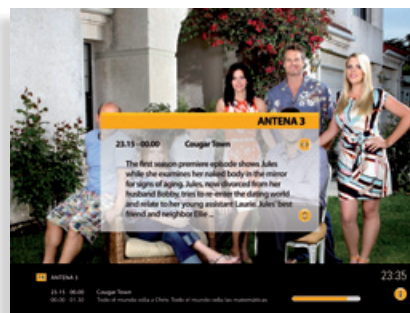 ANTENA 3
23.15 - 00.00 Cougar Town
The first season premiere episode shows Jules
while she examines her naked body in the mirror
for signs of aging. Jules, now divorced from her
husband Bobby, tries to re-enter the dating world
and relate to her young assistant Laurie. Jules' best
friend and neighbor Ellie ...
ANTENA 3
23:35
23.15 00.00 Cougar Town
00.00 01.30 Todo el mundo odia a Chris. Todo el mundo odia las matemáticas